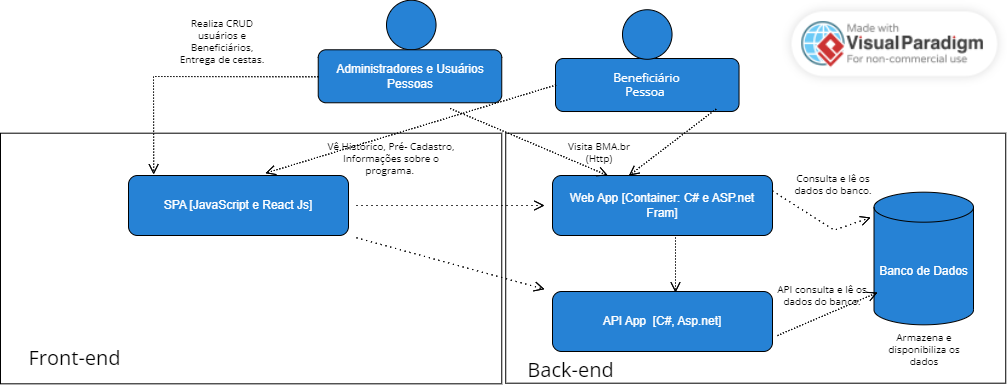 Realiza CRUD
usuários e
Beneficiários,
Entrega de cestas.
Administradores e Usuários
Pessoas
Beneficiário
Pessoa
Made with
Visual Paradigm
For non-commercial use
Vê Histórico, Pré- Cadastro,
Informações sobre o
programa.
Visita BMA.br
(Http)
SPA [JavaScript e React Js]
Web App [Container: C# e ASP.net
Fram]
Consulta e lê os
dados do banco.
Banco de Dados
API consulta e lê os
dados do banco.
API App [C#, Asp.net]
Armazena e
disponibiliza os
dados
Front-end
Back-end